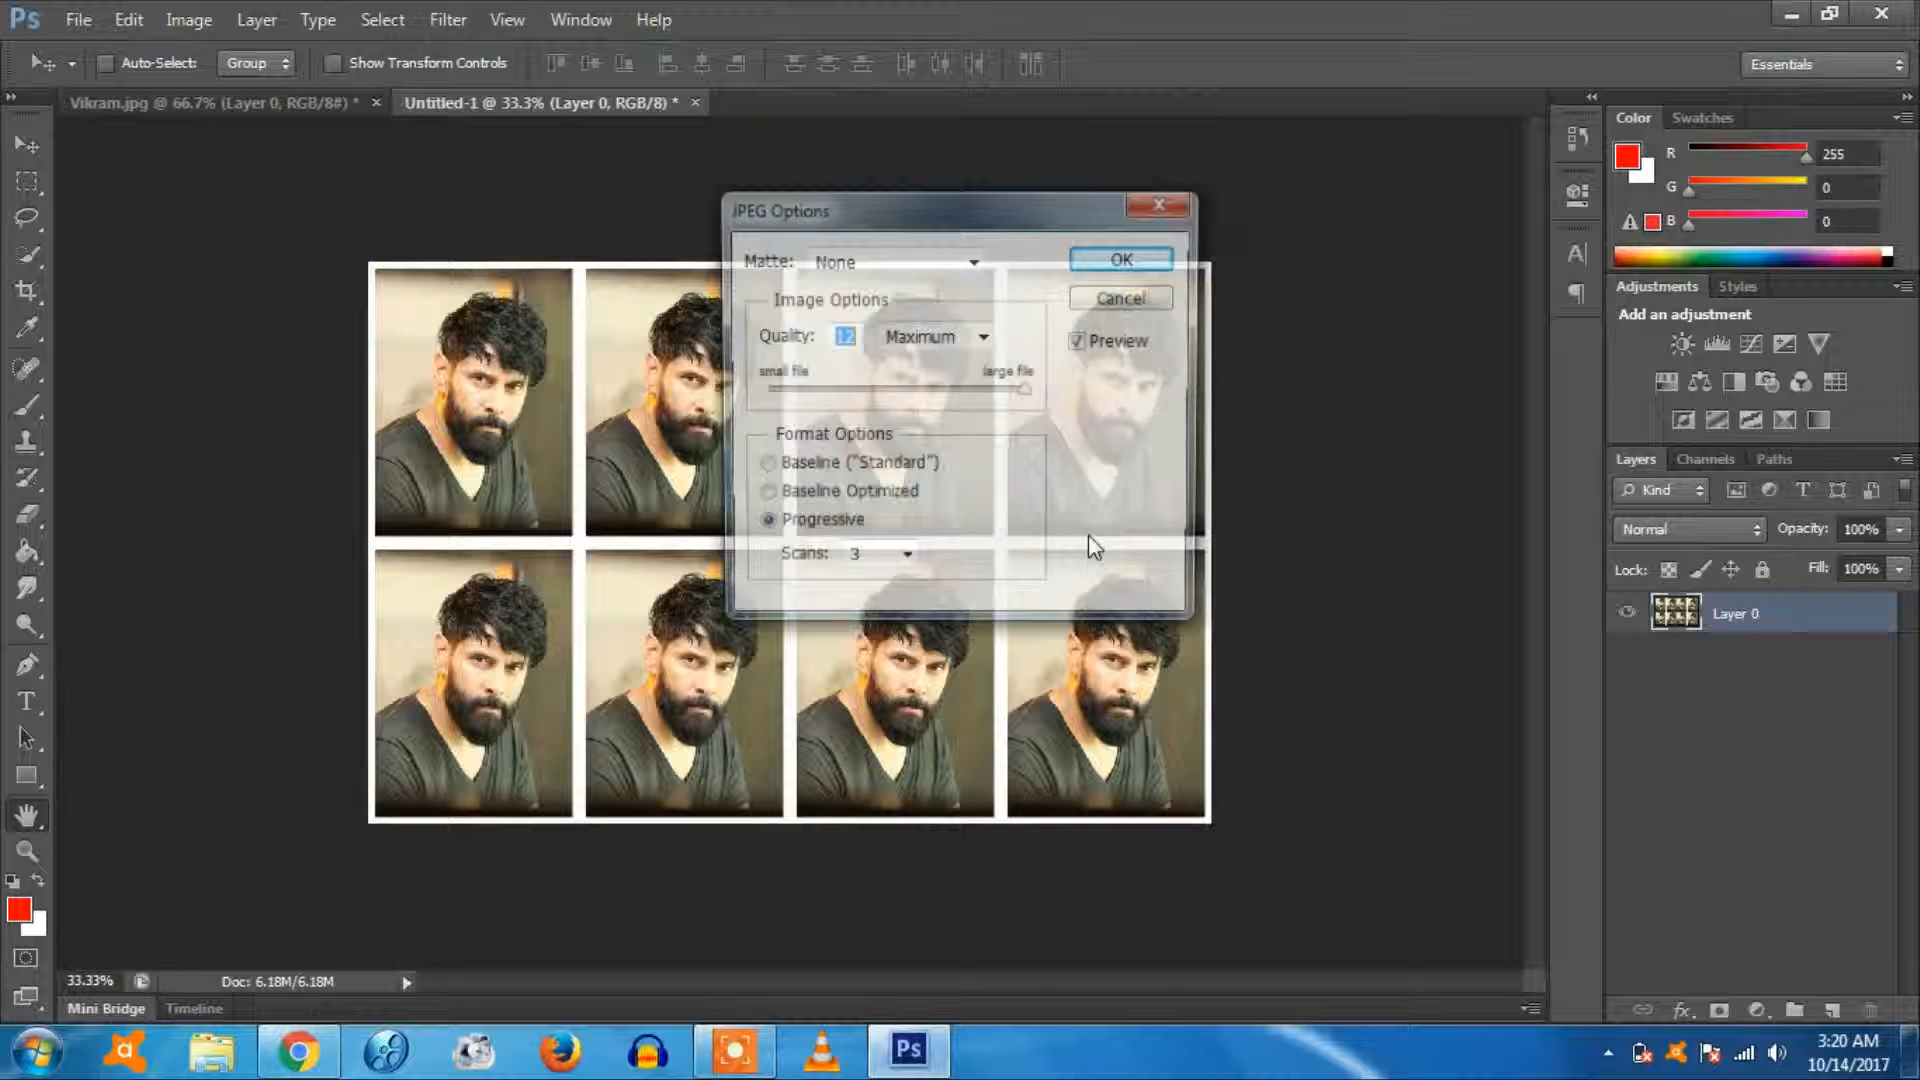 Ps File Edit Image Layer Type Select Filter View Window Help
Auto-Select: Group Show Transform Controls Essentials
Vikram.jpg @ 66.7% (Layer 0, RGB/8#) * × Untitled-1 @ 33.3% (Layer 0, RGB/8) * ×
Color Swatches
R 255
G 0
B 0
JPEG Options
Matte: None OK
Image Options Cancel
Quality: 12 Maximum Preview
small file large file
Format Options
Baseline ("Standard")
Baseline Optimized
Progressive
Scans: 3
Adjustments Styles
Add an adjustment
Layers Channels Paths
Kind
Normal Opacity: 100%
Lock: Fill: 100%
Layer 0
33.33% Doc: 6.18M/6.18M
Mini Bridge Timeline
Ps
3:20 AM
10/14/2017